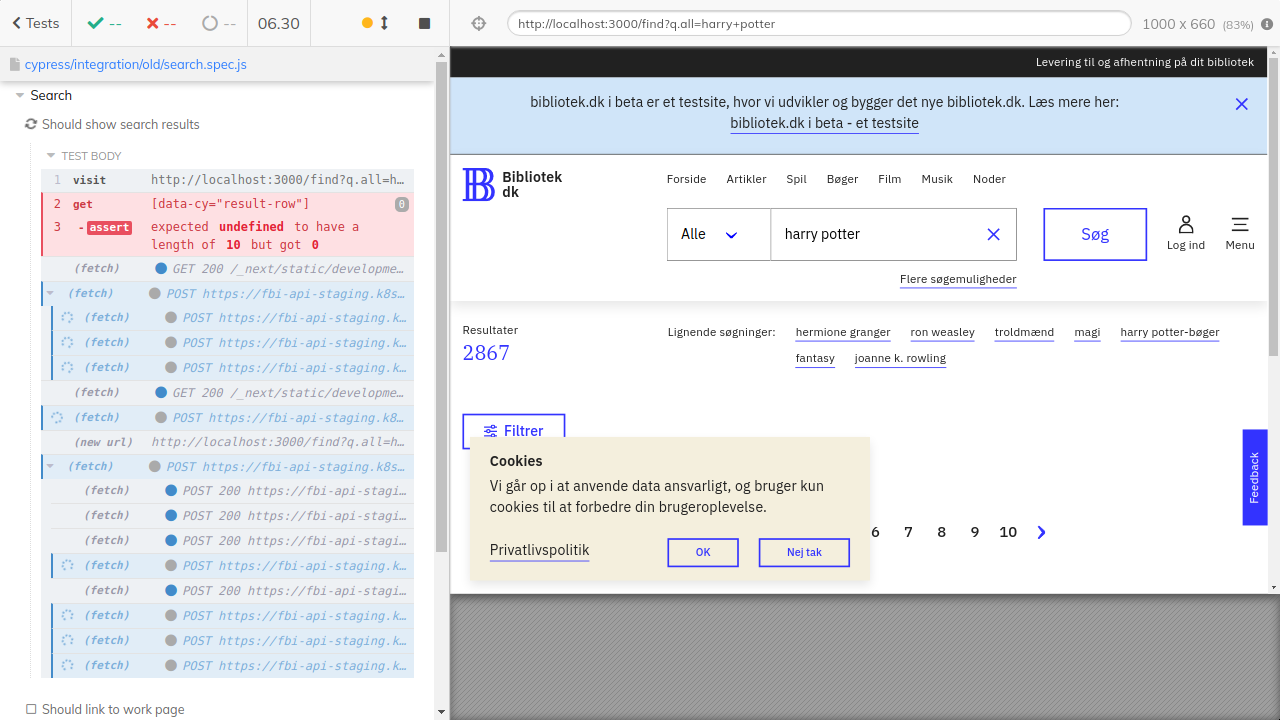 Tests
--
--
--
06.30
http://localhost:3000/find?q.all=harry+potter
1000 x 660 (83%)
cypress/integration/old/search.spec.js
Search
Should show search results
TEST BODY
1 visit http://localhost:3000/find?q.all=h…
2 get [data-cy="result-row"] 0
3 -assert expected undefined to have a
length of 10 but got 0
(fetch) GET 200 /_next/static/developme…
(fetch) POST https://fbi-api-staging.k8s…
(fetch) POST https://fbi-api-staging.k…
(fetch) POST https://fbi-api-staging.k…
(fetch) POST https://fbi-api-staging.k…
(fetch) GET 200 /_next/static/developme…
(fetch) POST https://fbi-api-staging.k8…
(new url) http://localhost:3000/find?q.all=h…
(fetch) POST https://fbi-api-staging.k8s…
(fetch) POST 200 https://fbi-api-stagi…
(fetch) POST 200 https://fbi-api-stagi…
(fetch) POST 200 https://fbi-api-stagi…
(fetch) POST https://fbi-api-staging.k…
(fetch) POST 200 https://fbi-api-stagi…
(fetch) POST https://fbi-api-staging.k…
(fetch) POST https://fbi-api-staging.k…
(fetch) POST https://fbi-api-staging.k…
Should link to work page
Levering til og afhentning på dit bibliotek
bibliotek.dk i beta er et testsite, hvor vi udvikler og bygger det nye bibliotek.dk. Læs mere her:
bibliotek.dk i beta - et testsite
Bibliotek
dk
Forside Artikler Spil Bøger Film Musik Noder
Alle harry potter Søg
Log ind Menu
Flere søgemuligheder
Resultater
2867
Lignende søgninger: hermione granger ron weasley troldmænd magi harry potter-bøger
fantasy joanne k. rowling
Filtrer
Cookies
Vi går op i at anvende data ansvarligt, og bruger kun
cookies til at forbedre din brugeroplevelse.
Privatlivspolitik OK Nej tak
6 7 8 9 10
Feedback